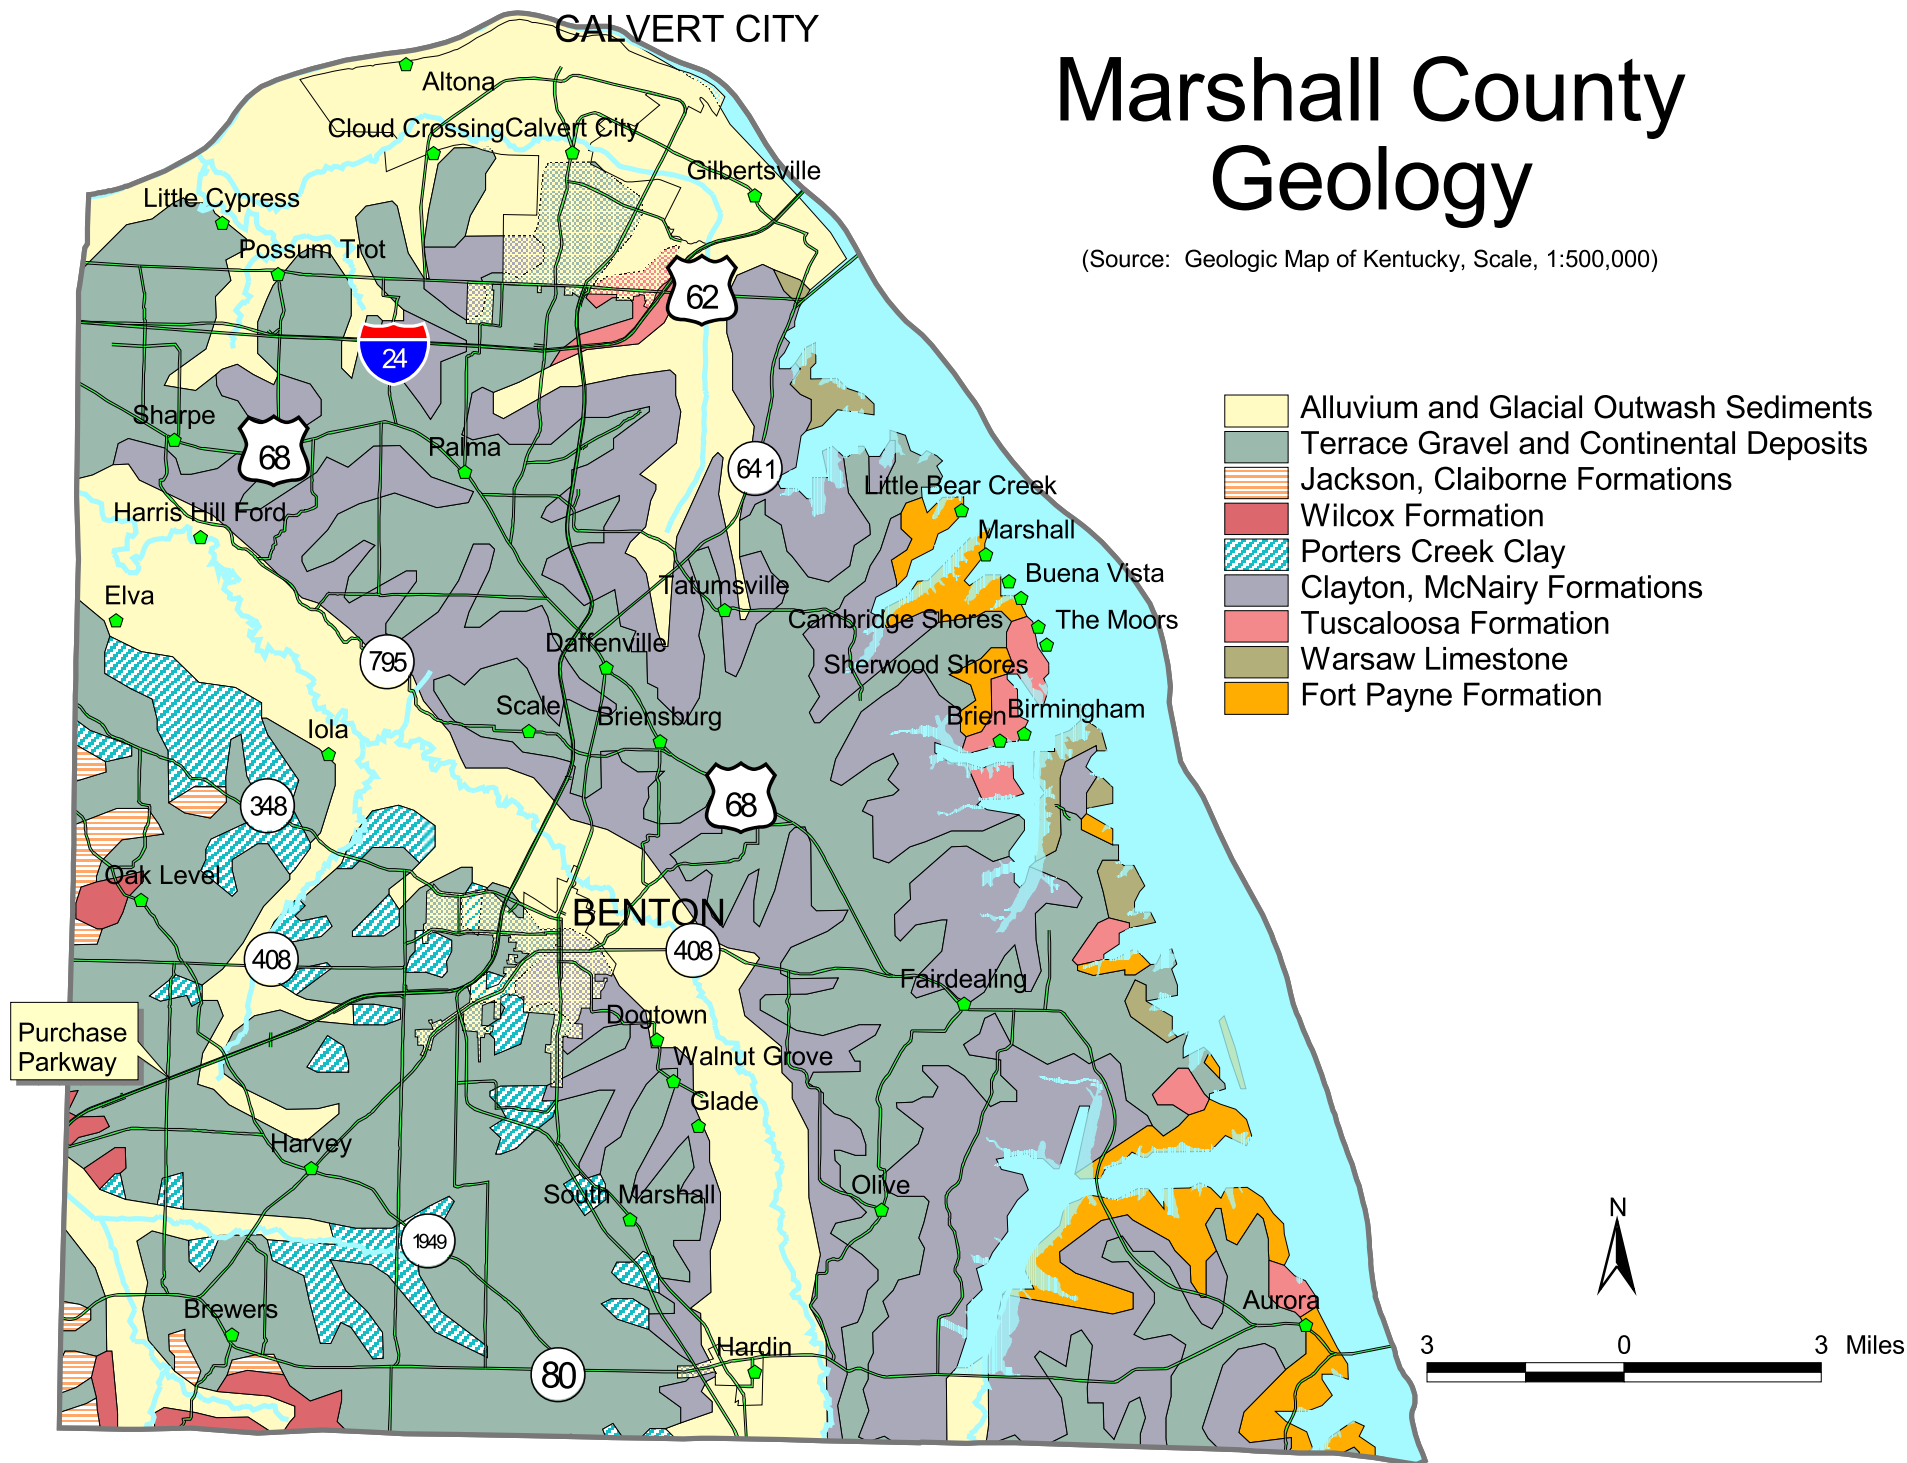 CALVERT CITY
Marshall County
Geology
(Source: Geologic Map of Kentucky, Scale, 1:500,000)
Altona
Cloud Crossing
Calvert City
Gilbertsville
Little Cypress
Possum Trot
62
24
Sharpe
68
Palma
641
Little Bear Creek
Harris Hill Ford
Marshall
Buena Vista
Elva
Tatumsville
Cambridge Shores
The Moors
Daffenville
795
Sherwood Shores
Scale
Briensburg
Brien
Birmingham
Iola
348
68
Oak Level
BENTON
408
408
Fairdealing
Purchase
Parkway
Dogtown
Walnut Grove
Glade
Harvey
South Marshall
Olive
1949
Brewers
Aurora
Hardin
80
Alluvium and Glacial Outwash Sediments
Terrace Gravel and Continental Deposits
Jackson, Claiborne Formations
Wilcox Formation
Porters Creek Clay
Clayton, McNairy Formations
Tuscaloosa Formation
Warsaw Limestone
Fort Payne Formation
N
3 0 3 Miles